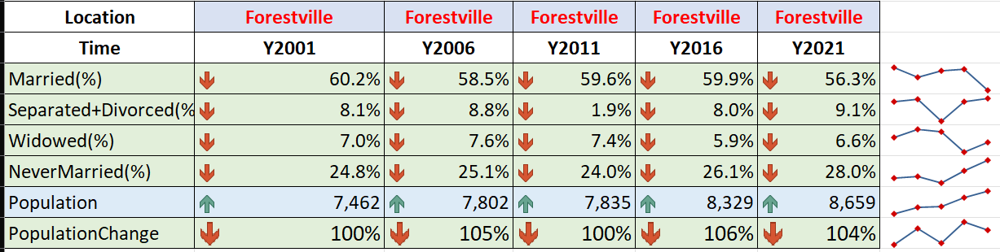 Location Forestville Forestville Forestville Forestville Forestville
Time Y2001 Y2006 Y2011 Y2016 Y2021
Married(%) 60.2% 58.5% 59.6% 59.9% 56.3%
Separated+Divorced(% 8.1% 8.8% 1.9% 8.0% 9.1%
Widowed(%) 7.0% 7.6% 7.4% 5.9% 6.6%
NeverMarried(%) 24.8% 25.1% 24.0% 26.1% 28.0%
Population 7,462 7,802 7,835 8,329 8,659
PopulationChange 100% 105% 100% 106% 104%